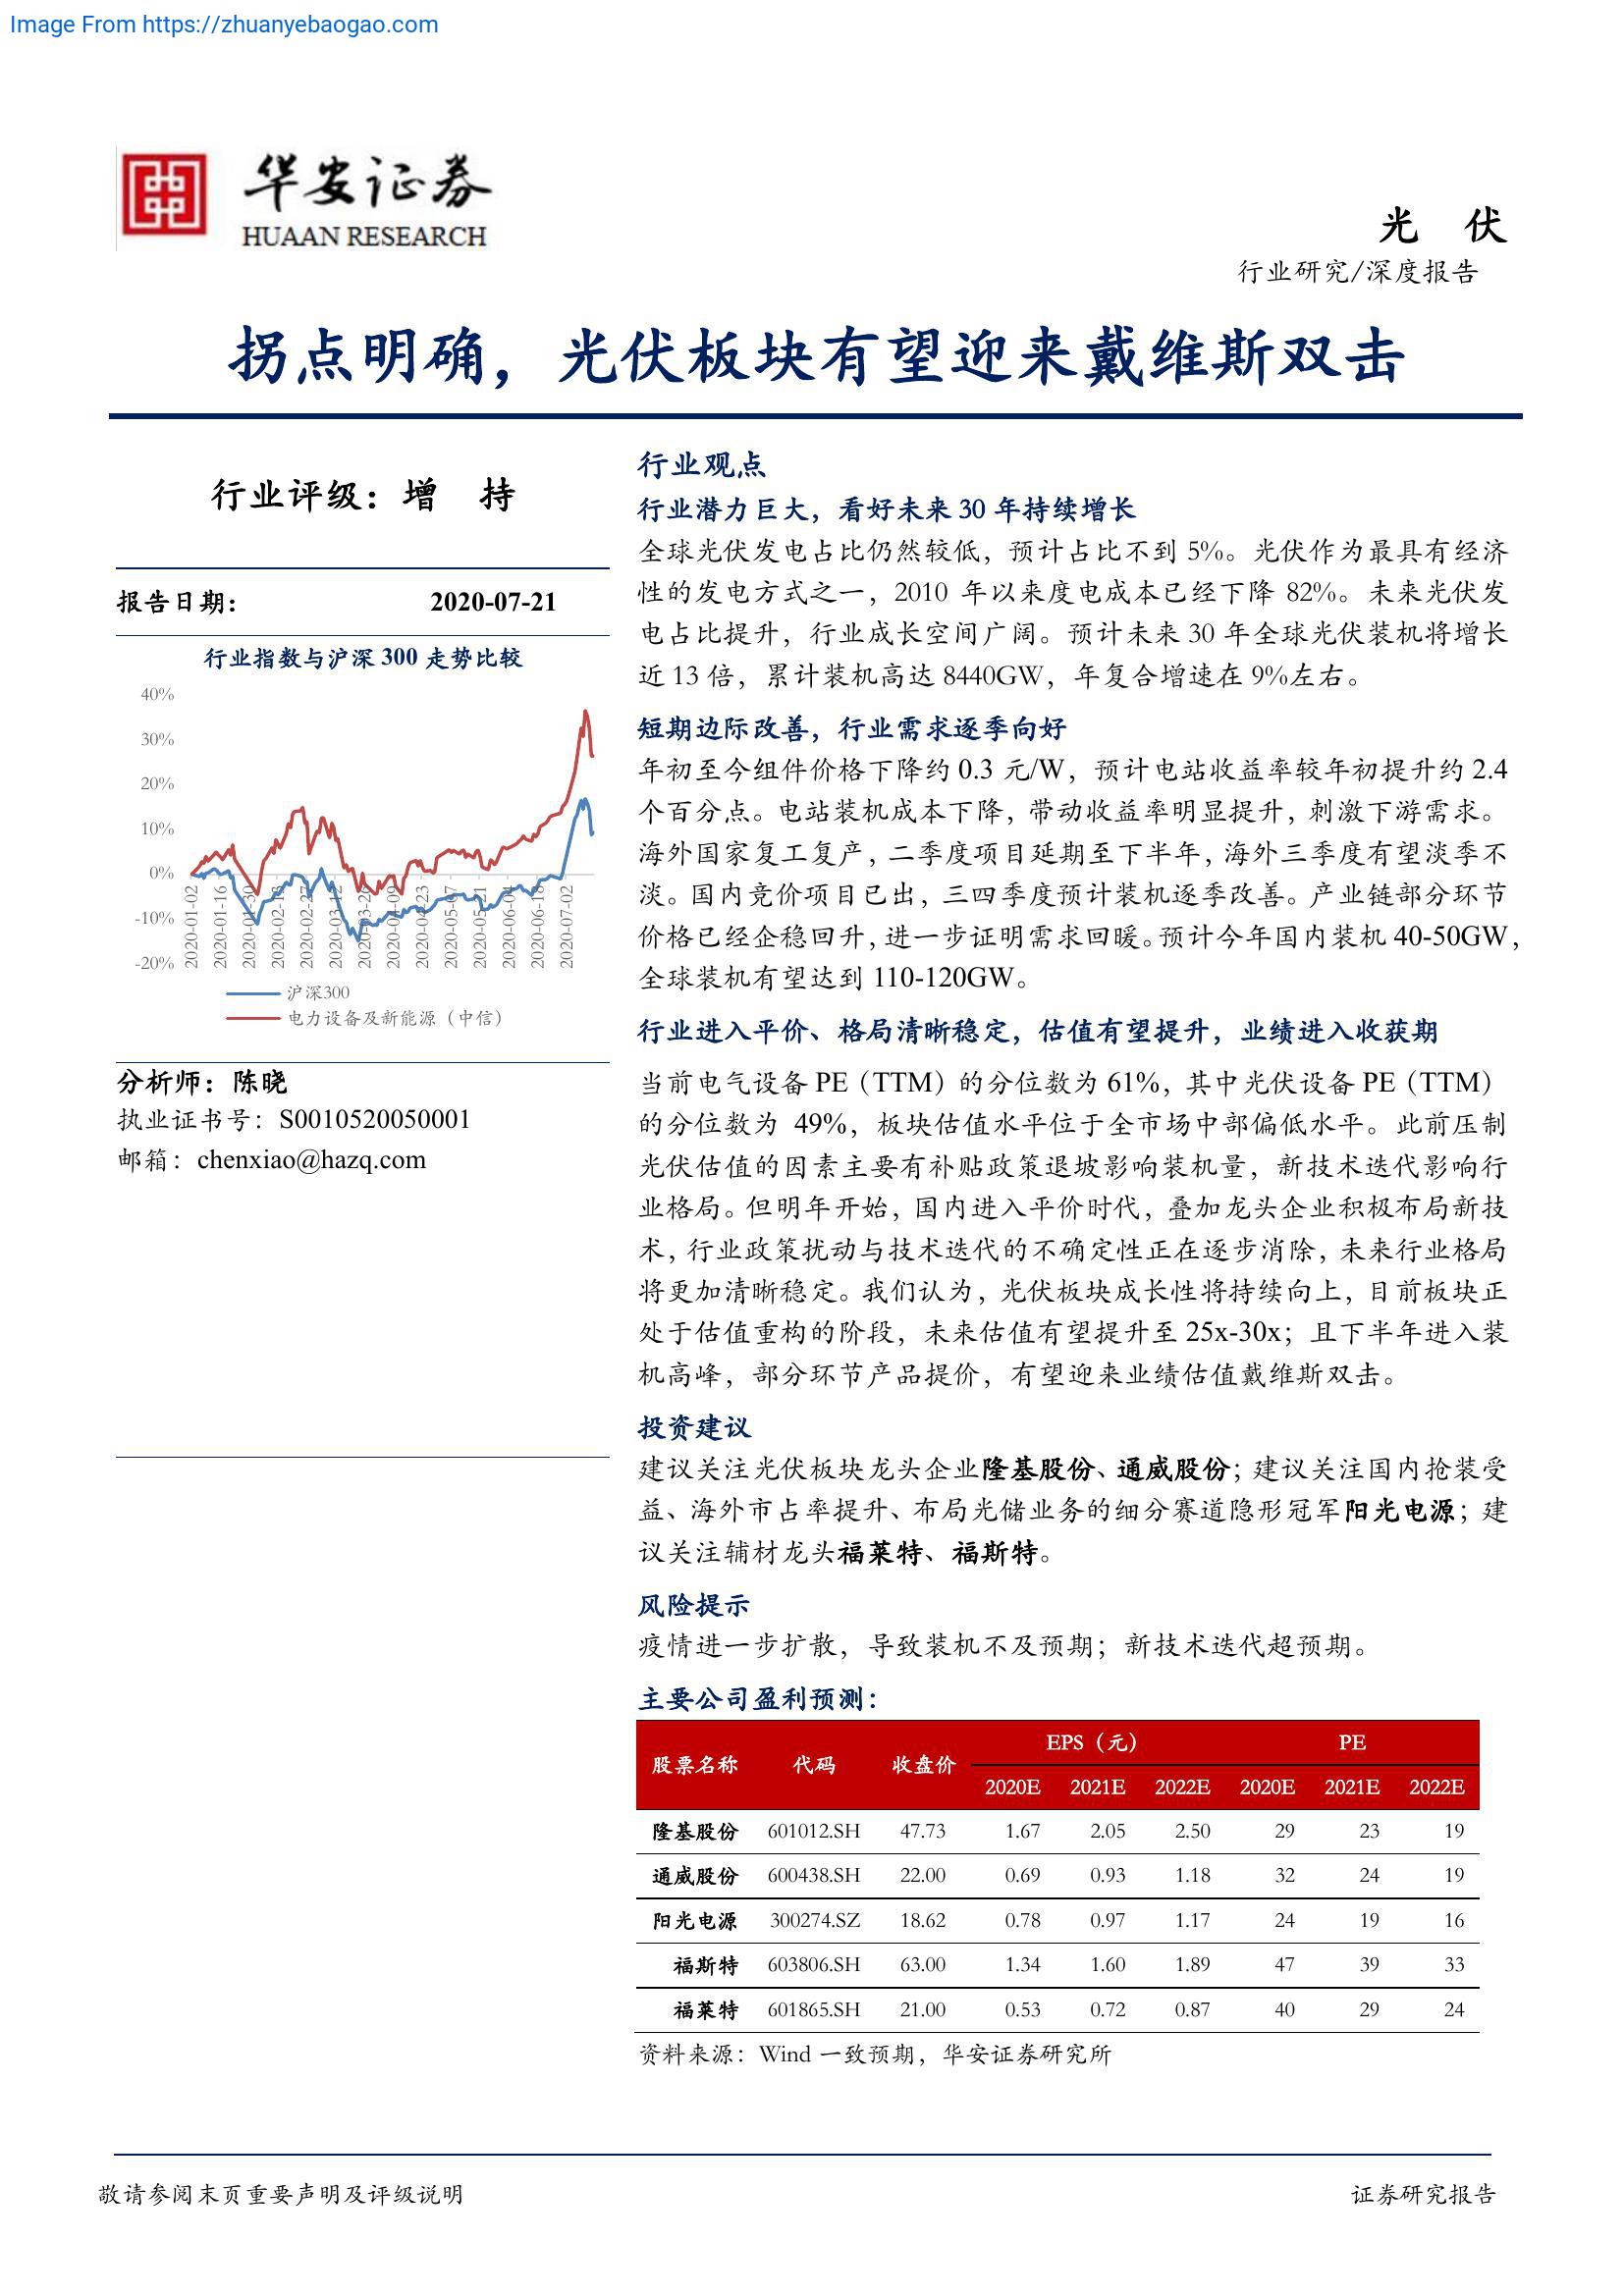 Image From https://zhuanyebaogao.com
华安证券
HUAAN RESEARCH
光 伏
行业研究/深度报告
拐点明确，光伏板块有望迎来戴维斯双击
行业评级：增 持
报告日期： 2020-07-21
行业指数与沪深 300 走势比较
40%
30%
20%
10%
0%
-10%
-20%
2020-01-02
2020-01-16
2020-01-30
2020-02-13
2020-02-27
2020-03-12
2020-03-26
2020-04-09
2020-04-23
2020-05-07
2020-05-21
2020-06-04
2020-06-18
2020-07-02
沪深300
电力设备及新能源（中信）
分析师：陈晓
执业证书号：S0010520050001
邮箱：chenxiao@hazq.com
行业观点
行业潜力巨大，看好未来 30 年持续增长
全球光伏发电占比仍然较低，预计占比不到 5%。光伏作为最具有经济
性的发电方式之一，2010 年以来度电成本已经下降 82%。未来光伏发
电占比提升，行业成长空间广阔。预计未来 30 年全球光伏装机将增长
近 13 倍，累计装机高达 8440GW，年复合增速在 9%左右。
短期边际改善，行业需求逐季向好
年初至今组件价格下降约 0.3 元/W，预计电站收益率较年初提升约 2.4
个百分点。电站装机成本下降，带动收益率明显提升，刺激下游需求。
海外国家复工复产，二季度项目延期至下半年，海外三季度有望淡季不
淡。国内竞价项目已出，三四季度预计装机逐季改善。产业链部分环节
价格已经企稳回升，进一步证明需求回暖。预计今年国内装机 40-50GW，
全球装机有望达到 110-120GW。
行业进入平价、格局清晰稳定，估值有望提升，业绩进入收获期
当前电气设备 PE（TTM）的分位数为 61%，其中光伏设备 PE（TTM）
的分位数为 49%，板块估值水平位于全市场中部偏低水平。此前压制
光伏估值的因素主要有补贴政策退坡影响装机量，新技术迭代影响行
业格局。但明年开始，国内进入平价时代，叠加龙头企业积极布局新技
术，行业政策扰动与技术迭代的不确定性正在逐步消除，未来行业格局
将更加清晰稳定。我们认为，光伏板块成长性将持续向上，目前板块正
处于估值重构的阶段，未来估值有望提升至 25x-30x；且下半年进入装
机高峰，部分环节产品提价，有望迎来业绩估值戴维斯双击。
投资建议
建议关注光伏板块龙头企业隆基股份、通威股份；建议关注国内抢装受
益、海外市占率提升、布局光储业务的细分赛道隐形冠军阳光电源；建
议关注辅材龙头福莱特、福斯特。
风险提示
疫情进一步扩散，导致装机不及预期；新技术迭代超预期。
主要公司盈利预测：
股票名称 代码 收盘价 EPS（元） PE
2020E 2021E 2022E 2020E 2021E 2022E
隆基股份 601012.SH 47.73 1.67 2.05 2.50 29 23 19
通威股份 600438.SH 22.00 0.69 0.93 1.18 32 24 19
阳光电源 300274.SZ 18.62 0.78 0.97 1.17 24 19 16
福斯特 603806.SH 63.00 1.34 1.60 1.89 47 39 33
福莱特 601865.SH 21.00 0.53 0.72 0.87 40 29 24
资料来源：Wind 一致预期，华安证券研究所
敬请参阅末页重要声明及评级说明
证券研究报告